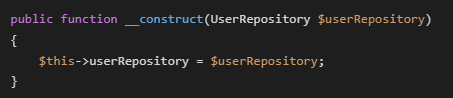 public function __construct(UserRepository $userRepository)
{
    $this->userRepository = $userRepository;
}